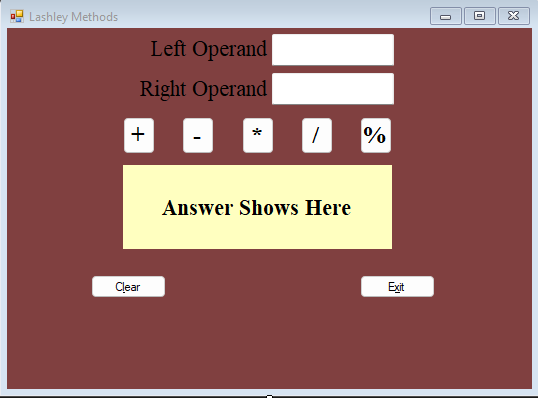 Lashley Methods
Left Operand
Right Operand
+ - * / %
Answer Shows Here
Clear Exit